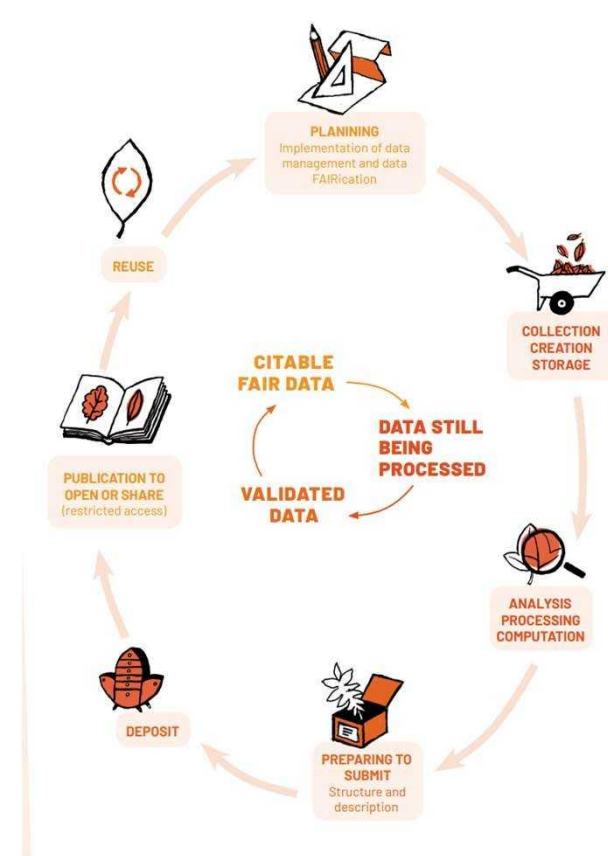 PLANINING
Implementation of data
management and data
FAIRication
COLLECTION
CREATION
STORAGE
ANALYSIS
PROCESSING
COMPUTATION
PREPARING TO
SUBMIT
Structure and
description
DEPOSIT
PUBLICATION TO
OPEN OR SHARE
(restricted access)
REUSE
CITABLE
FAIR DATA
DATA STILL
BEING
PROCESSED
VALIDATED
DATA